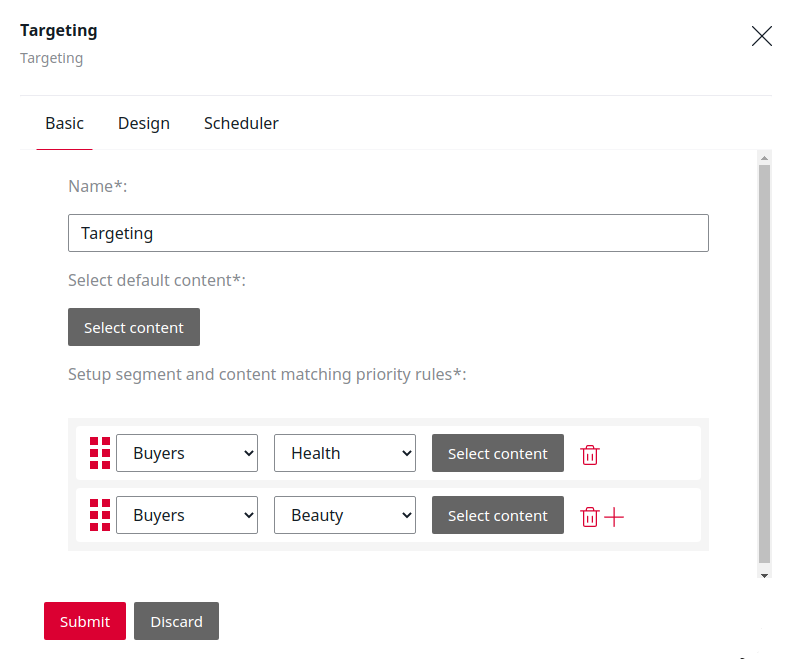 Targeting
Targeting
Basic Design Scheduler
Name*:
Targeting
Select default content*:
Select content
Setup segment and content matching priority rules*:
Buyers Health Select content
Buyers Beauty Select content
Submit Discard